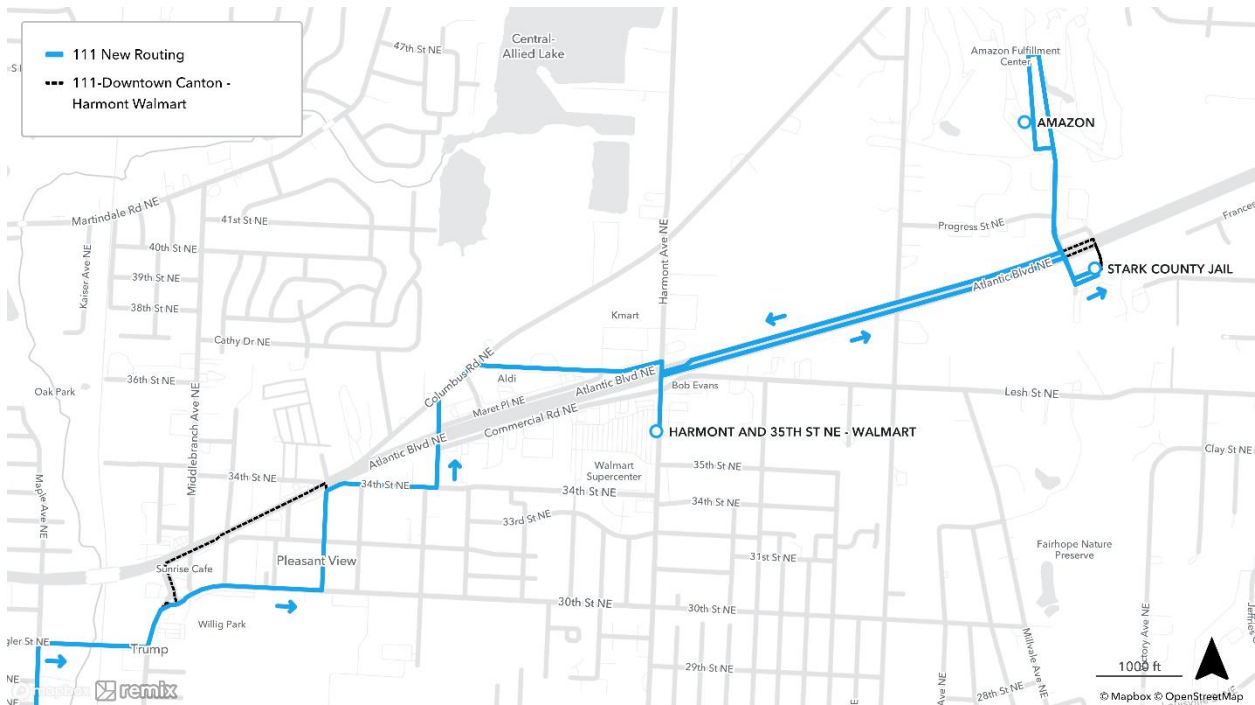 111 New Routing
111-Downtown Canton -
Harmont Walmart
47th St NE
Central-
Allied Lake
Amazon Fulfillment
Center
AMAZON
Martindale Rd NE
41st St NE
Kaiser Ave NE
40th St NE
39th St NE
38th St NE
Harmont Ave NE
Progress St NE
Atlantic Blvd NE
STARK COUNTY JAIL
Kmart
Cathy Dr NE
Columbus Rd NE
Oak Park
36th St NE
Middlebranch Ave NE
Aldi
Atlantic Blvd NE
Bob Evans
Maret Pl NE
Commercial Rd NE
Lesh St NE
HARMONT AND 35TH ST NE - WALMART
Atlantic Blvd NE
Clay St NE
Maple Ave NE
34th St NE
34th St NE
Walmart
Supercenter
35th St NE
34th St NE
34th St NE
33rd St NE
31st St NE
Fairhope Nature
Preserve
Sunrise Cafe
Pleasant View
30th St NE
30th St NE
Willig Park
Trump
29th St NE
28th St NE
Millvale Ave NE
1000 ft
mapbox remix
© Mapbox © OpenStreetMap